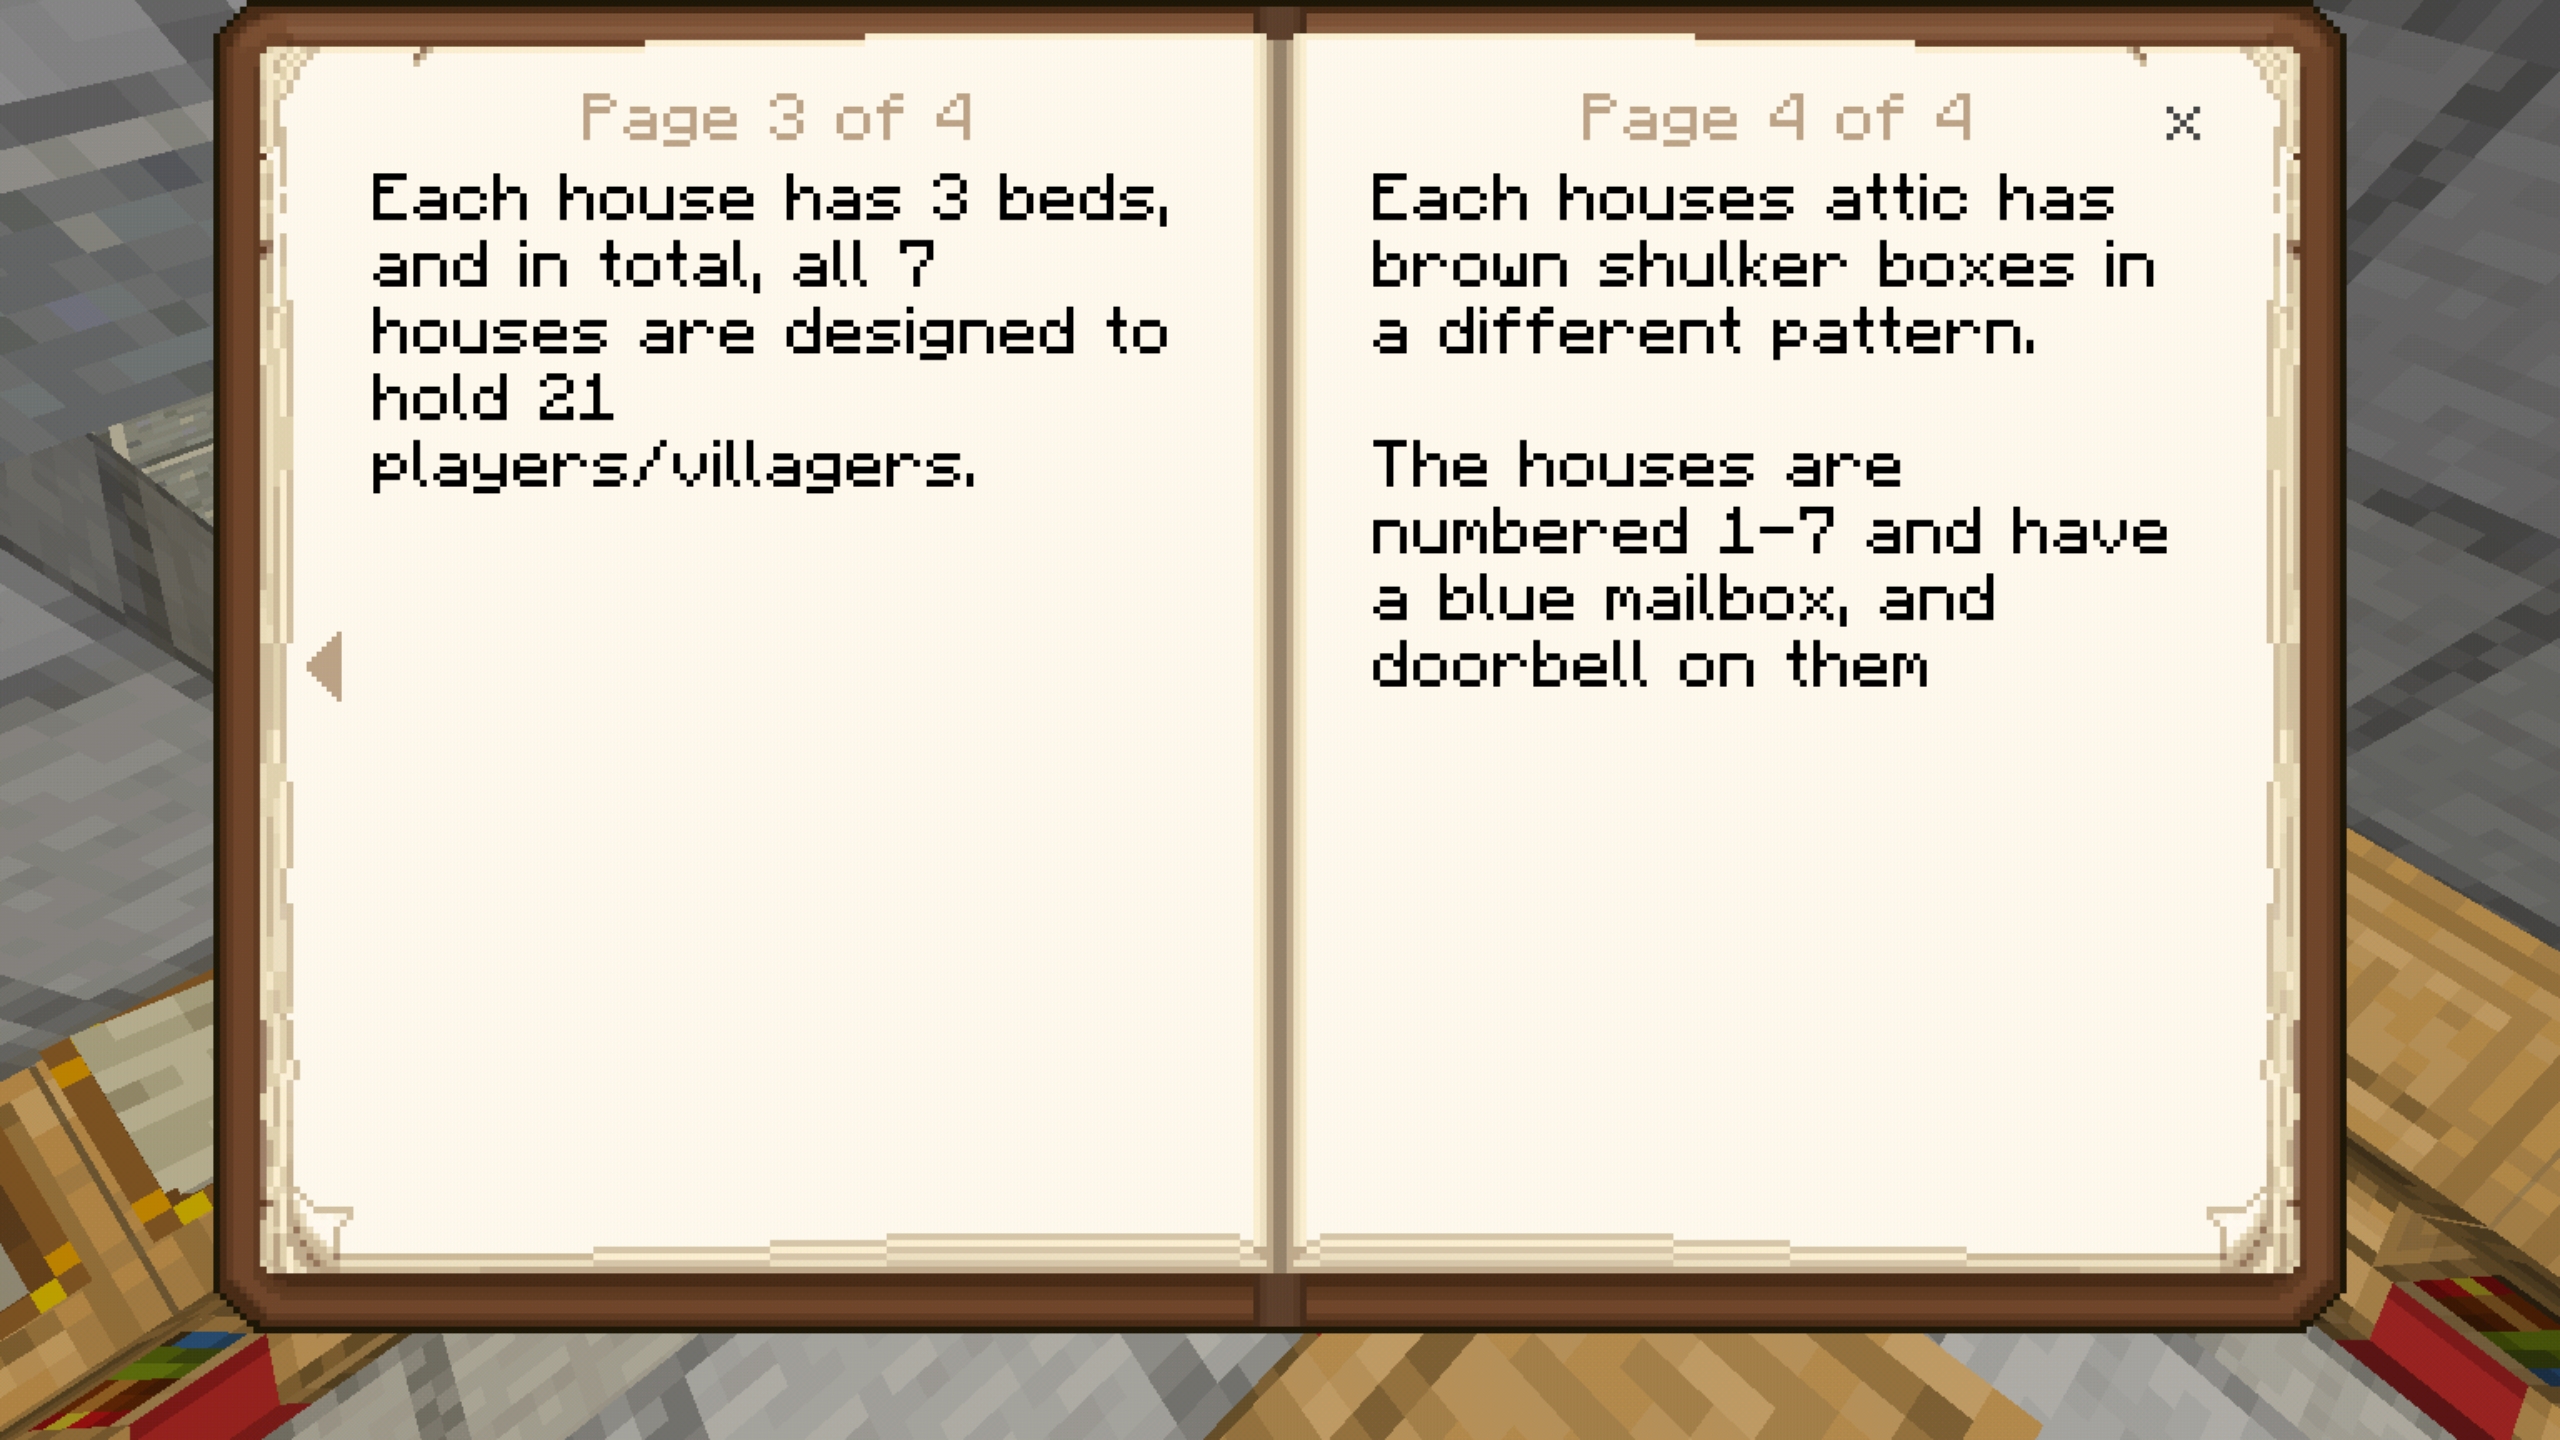 Page 3 of 4
Each house has 3 beds,
and in total, all 7
houses are designed to
hold 21
players/villagers.
Page 4 of 4
x
Each houses attic has
brown shulker boxes in
a different pattern.
The houses are
numbered 1-7 and have
a blue mailbox, and
doorbell on them